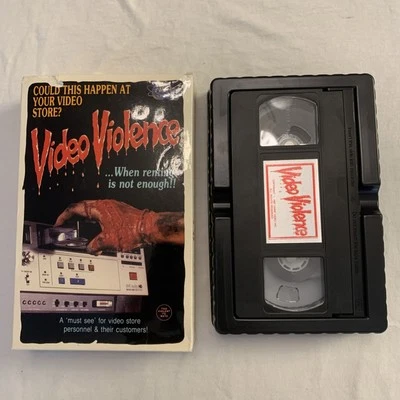 COULD THIS HAPPEN AT
YOUR VIDEO
STORE?
Video Violence
...When renting
is not enough!!
A 'must see' for video store
personnel & their customers!
Video Violence